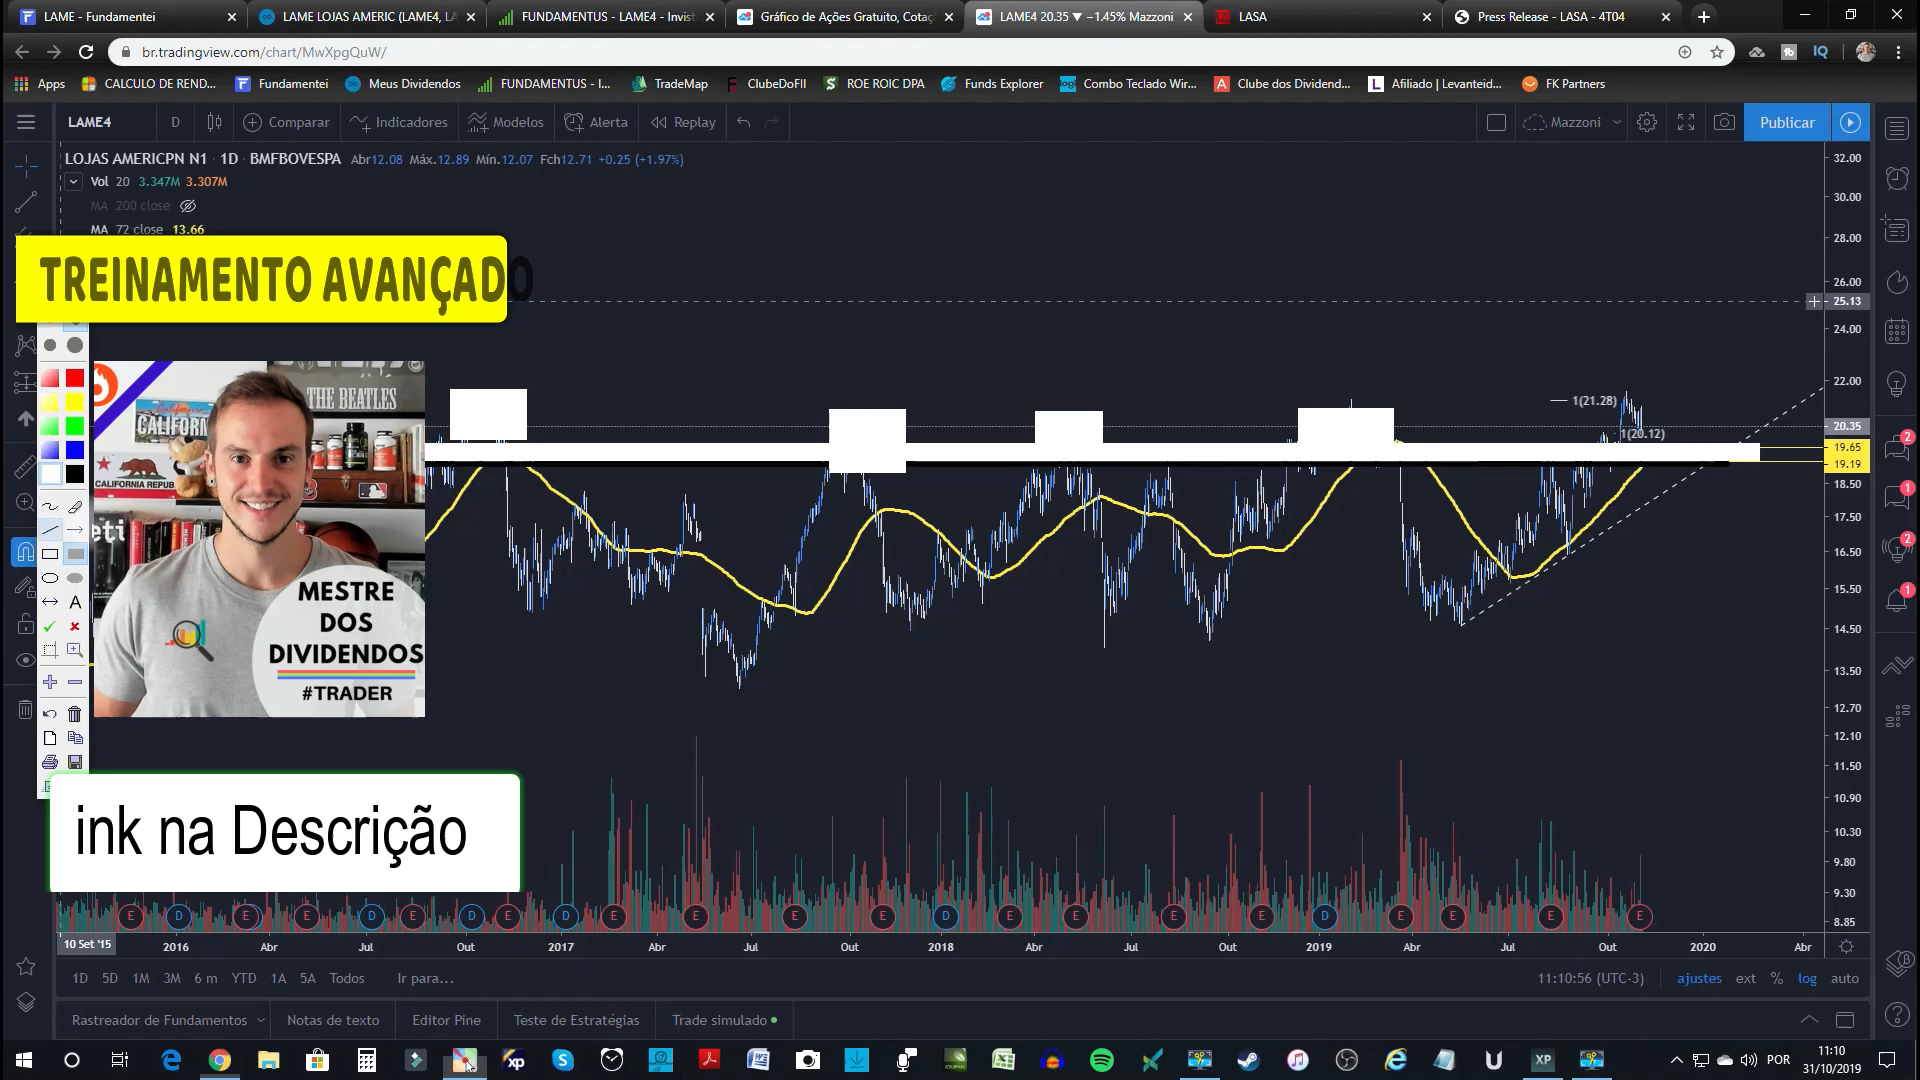 LAME - Fundamentei
LAME LOJAS AMERIC (LAME4, LA
FUNDAMENTUS - LAME4 - Invist
Gráfico de Ações Gratuito, Cotaç
LAME4 20.35 ▼ −1.45% Mazzoni
LASA
Press Release - LASA - 4T04
br.tradingview.com/chart/MwXpgQuW/
Apps
CALCULO DE REND...
Fundamentei
Meus Dividendos
FUNDAMENTUS - I...
TradeMap
ClubeDoFII
ROE ROIC DPA
Funds Explorer
Combo Teclado Wir...
Clube dos Dividend...
Afiliado | Levanteid...
FK Partners
LAME4
D
Comparar
Indicadores
Modelos
Alerta
Replay
Mazzoni
Publicar
LOJAS AMERICPN N1 · 1D · BMFBOVESPA Abr12.08 Máx.12.89 Mín.12.07 Fch12.71 +0.25 (+1.97%)
Vol 20 3.347M 3.307M
MA 200 close
MA 72 close 13.66
TREINAMENTO AVANÇADO
THE BEATLES
California
CALIFORNIA REPUB
MESTRE
DOS
DIVIDENDOS
#TRADER
ink na Descrição
1(21.28)
1(20.12)
32.00
30.00
28.00
26.00
25.13
24.00
22.00
20.35
19.65
19.19
18.50
17.50
16.50
15.50
14.50
13.50
12.70
12.10
11.50
10.90
10.30
9.80
9.30
8.85
E D E E D E D E D E E E E D E E E E D E E E E
10 Set '15 2016 Abr Jul Out 2017 Abr Jul Out 2018 Abr Jul Out 2019 Abr Jul Out 2020 Abr
1D 5D 1M 3M 6 m YTD 1A 5A Todos Ir para...
11:10:56 (UTC-3) ajustes ext % log auto
Rastreador de Fundamentos
Notas de texto
Editor Pine
Teste de Estratégias
Trade simulado
POR
11:10
31/10/2019